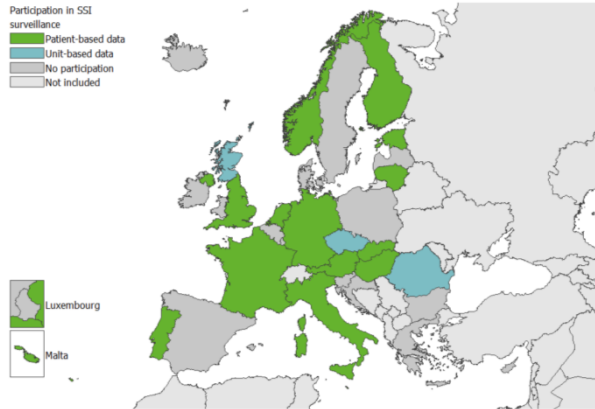 Participation in SSI
surveillance
Patient-based data
Unit-based data
No participation
Not included
Luxembourg
Malta